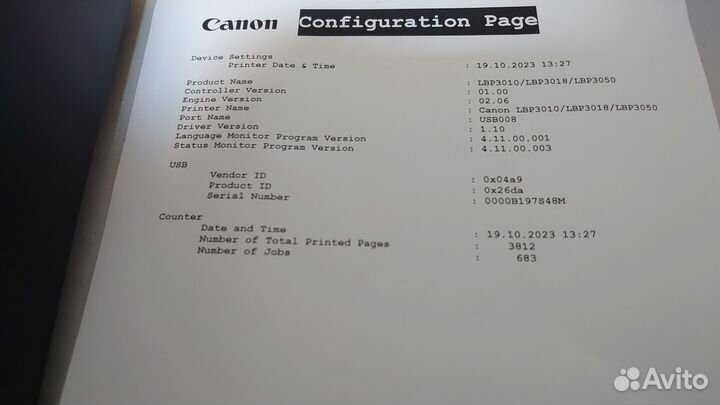 Canon Configuration Page
Device Settings
Printer Date & Time : 19.10.2023 13:27
Product Name : LBP3010/LBP3018/LBP3050
Controller Version : 01.00
Engine Version : 02.06
Printer Name : Canon LBP3010/LBP3018/LBP3050
Port Name : USB008
Driver Version : 1.10
Language Monitor Program Version : 4.11.00.001
Status Monitor Program Version : 4.11.00.003
USB
Vendor ID : 0x04a9
Product ID : 0x26da
Serial Number : 0000B197S48M
Counter
Date and Time : 19.10.2023 13:27
Number of Total Printed Pages : 3812
Number of Jobs : 683
Avito